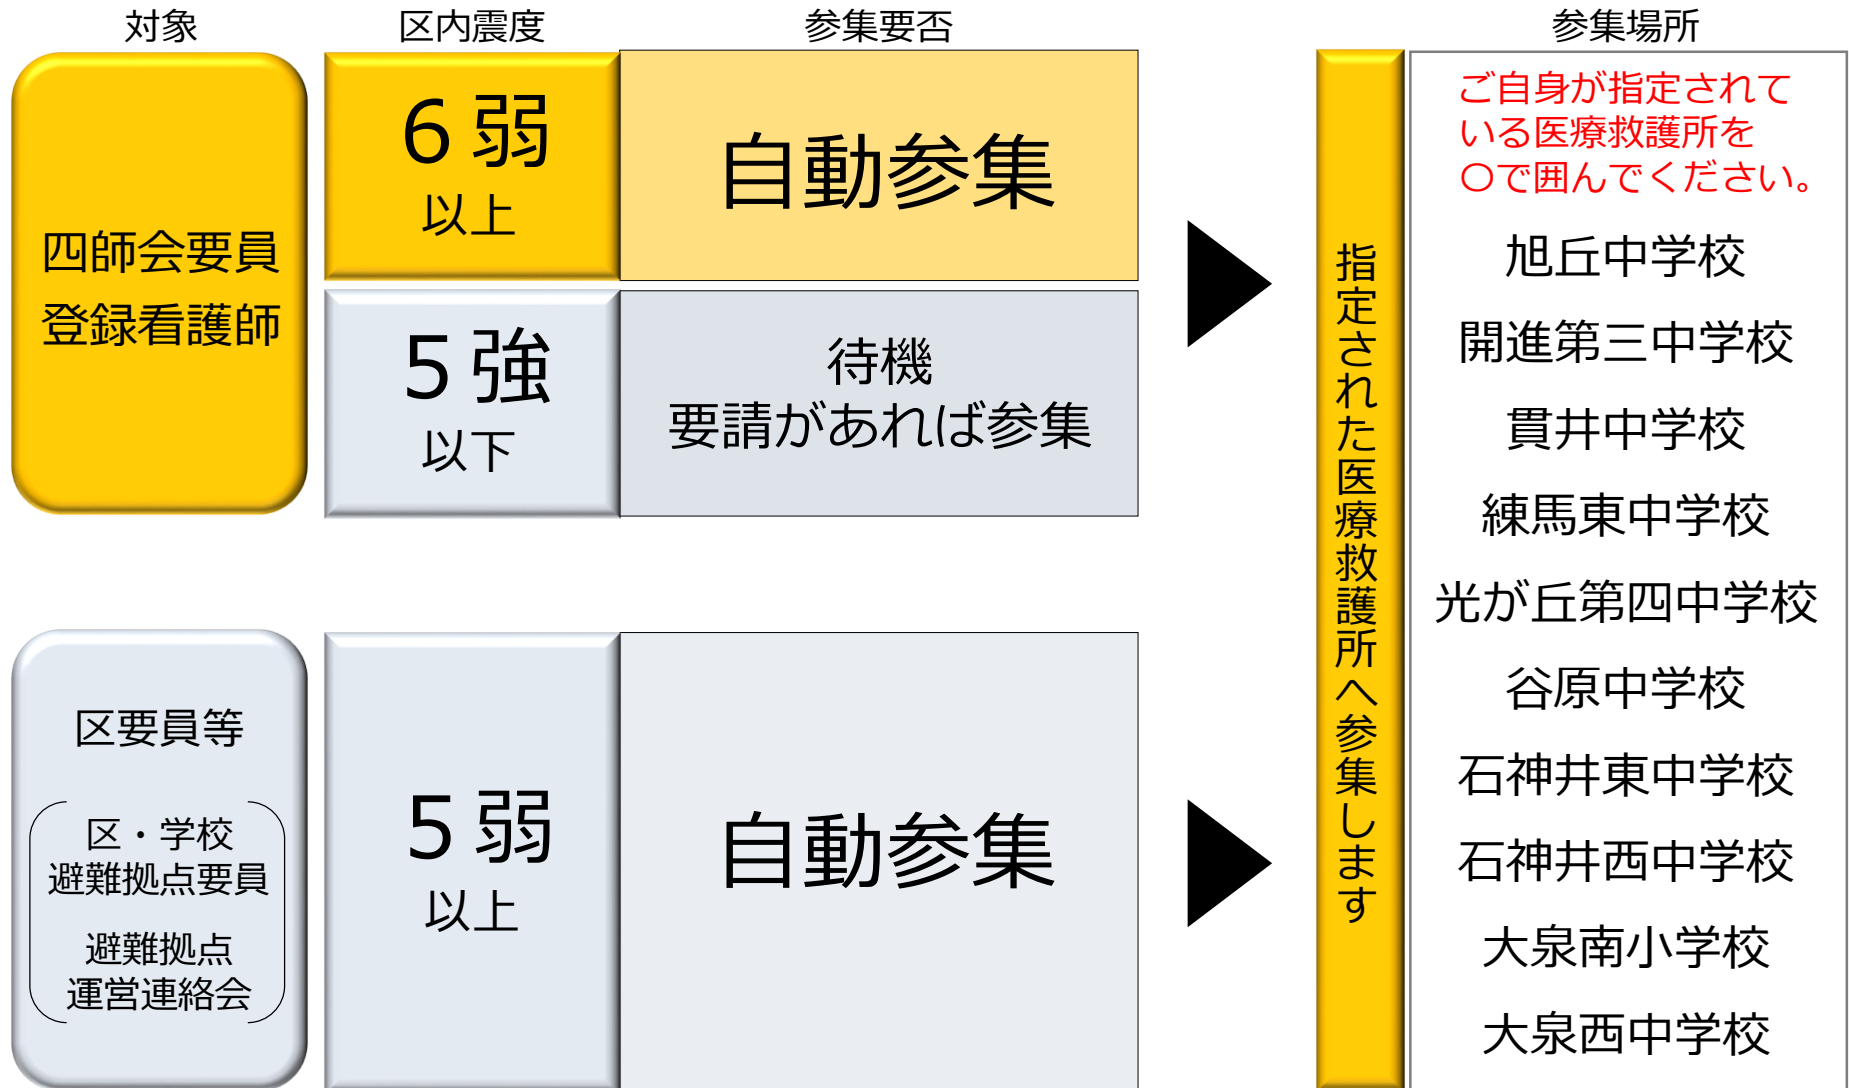 対象
区内震度
参集要否
参集場所
四師会要員
登録看護師
6弱
以上
自動参集
5強
以下
待機
要請があれば参集
区要員等
区・学校
避難拠点要員
避難拠点
運営連絡会
5弱
以上
自動参集
指定された医療救護所へ参集します
ご自身が指定されて
いる医療救護所を
〇で囲んでください。
旭丘中学校
開進第三中学校
貫井中学校
練馬東中学校
光が丘第四中学校
谷原中学校
石神井東中学校
石神井西中学校
大泉南小学校
大泉西中学校